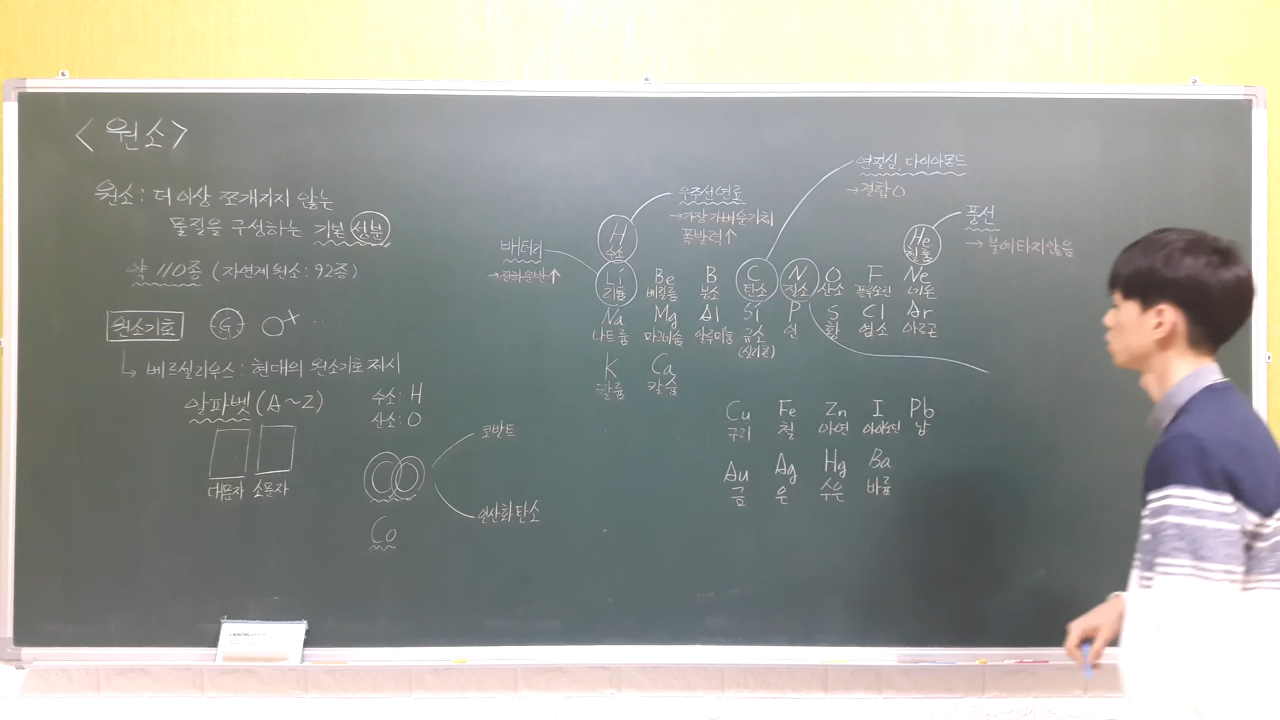 <원소>
원소: 더 이상 쪼개지지 않는
물질을 구성하는 기본 성분
약 110종 (자연계 원소: 92종)
원소기호 G ....
베르셀리우스: 현대의 원소기호 제시
알파벳 (A~Z)
대문자 소문자
수소: H
산소: O
CO
코발트
일산화탄소
Co
배터리
→전하운반↑
우주선연료
→가장 가벼운기체
폭발력↑
연필심, 다이아몬드
→결합 O
풍선
→불에 타지않음
H He
수소 헬륨
Li Be B C N O F Ne
리튬 베릴륨 붕소 탄소 질소 산소 플루오린 네온
Na Mg Al Si P S Cl Ar
나트륨 마그네슘 알루미늄 규소 인 황 염소 아르곤
(실리콘)
K Ca
칼륨 칼슘
Cu Fe Zn I Pb
구리 철 아연 아이오딘 납
Au Ag Hg Ba
금 은 수은 바륨